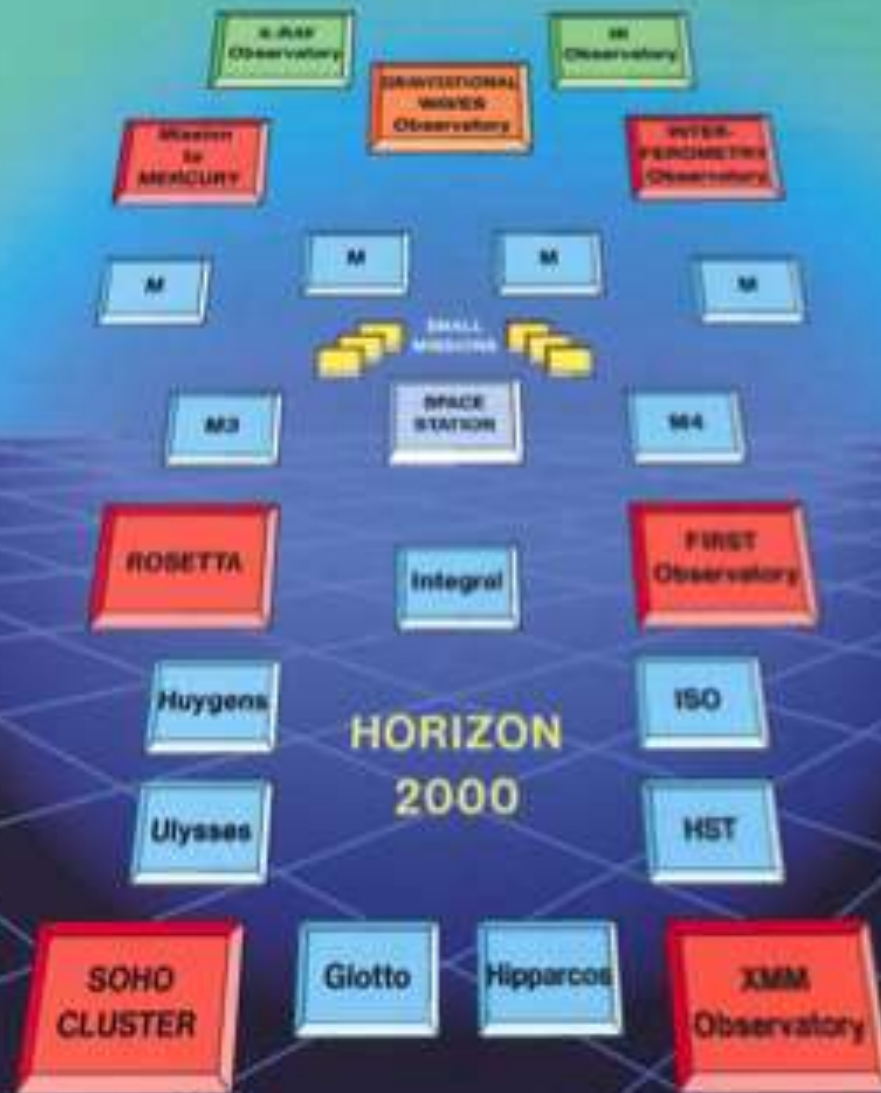 X-RAY
Observatory
IR
Observatory
GRAVITATIONAL
WAVES
Observatory
Mission
to
MERCURY
INTER-
FEROMETRY
Observatory
M
M
M
M
SMALL
MISSIONS
M3
SPACE
STATION
M4
ROSETTA
Integral
FIRST
Observatory
Huygens
ISO
HORIZON
2000
Ulysses
HST
SOHO
CLUSTER
Giotto
Hipparcos
XMM
Observatory